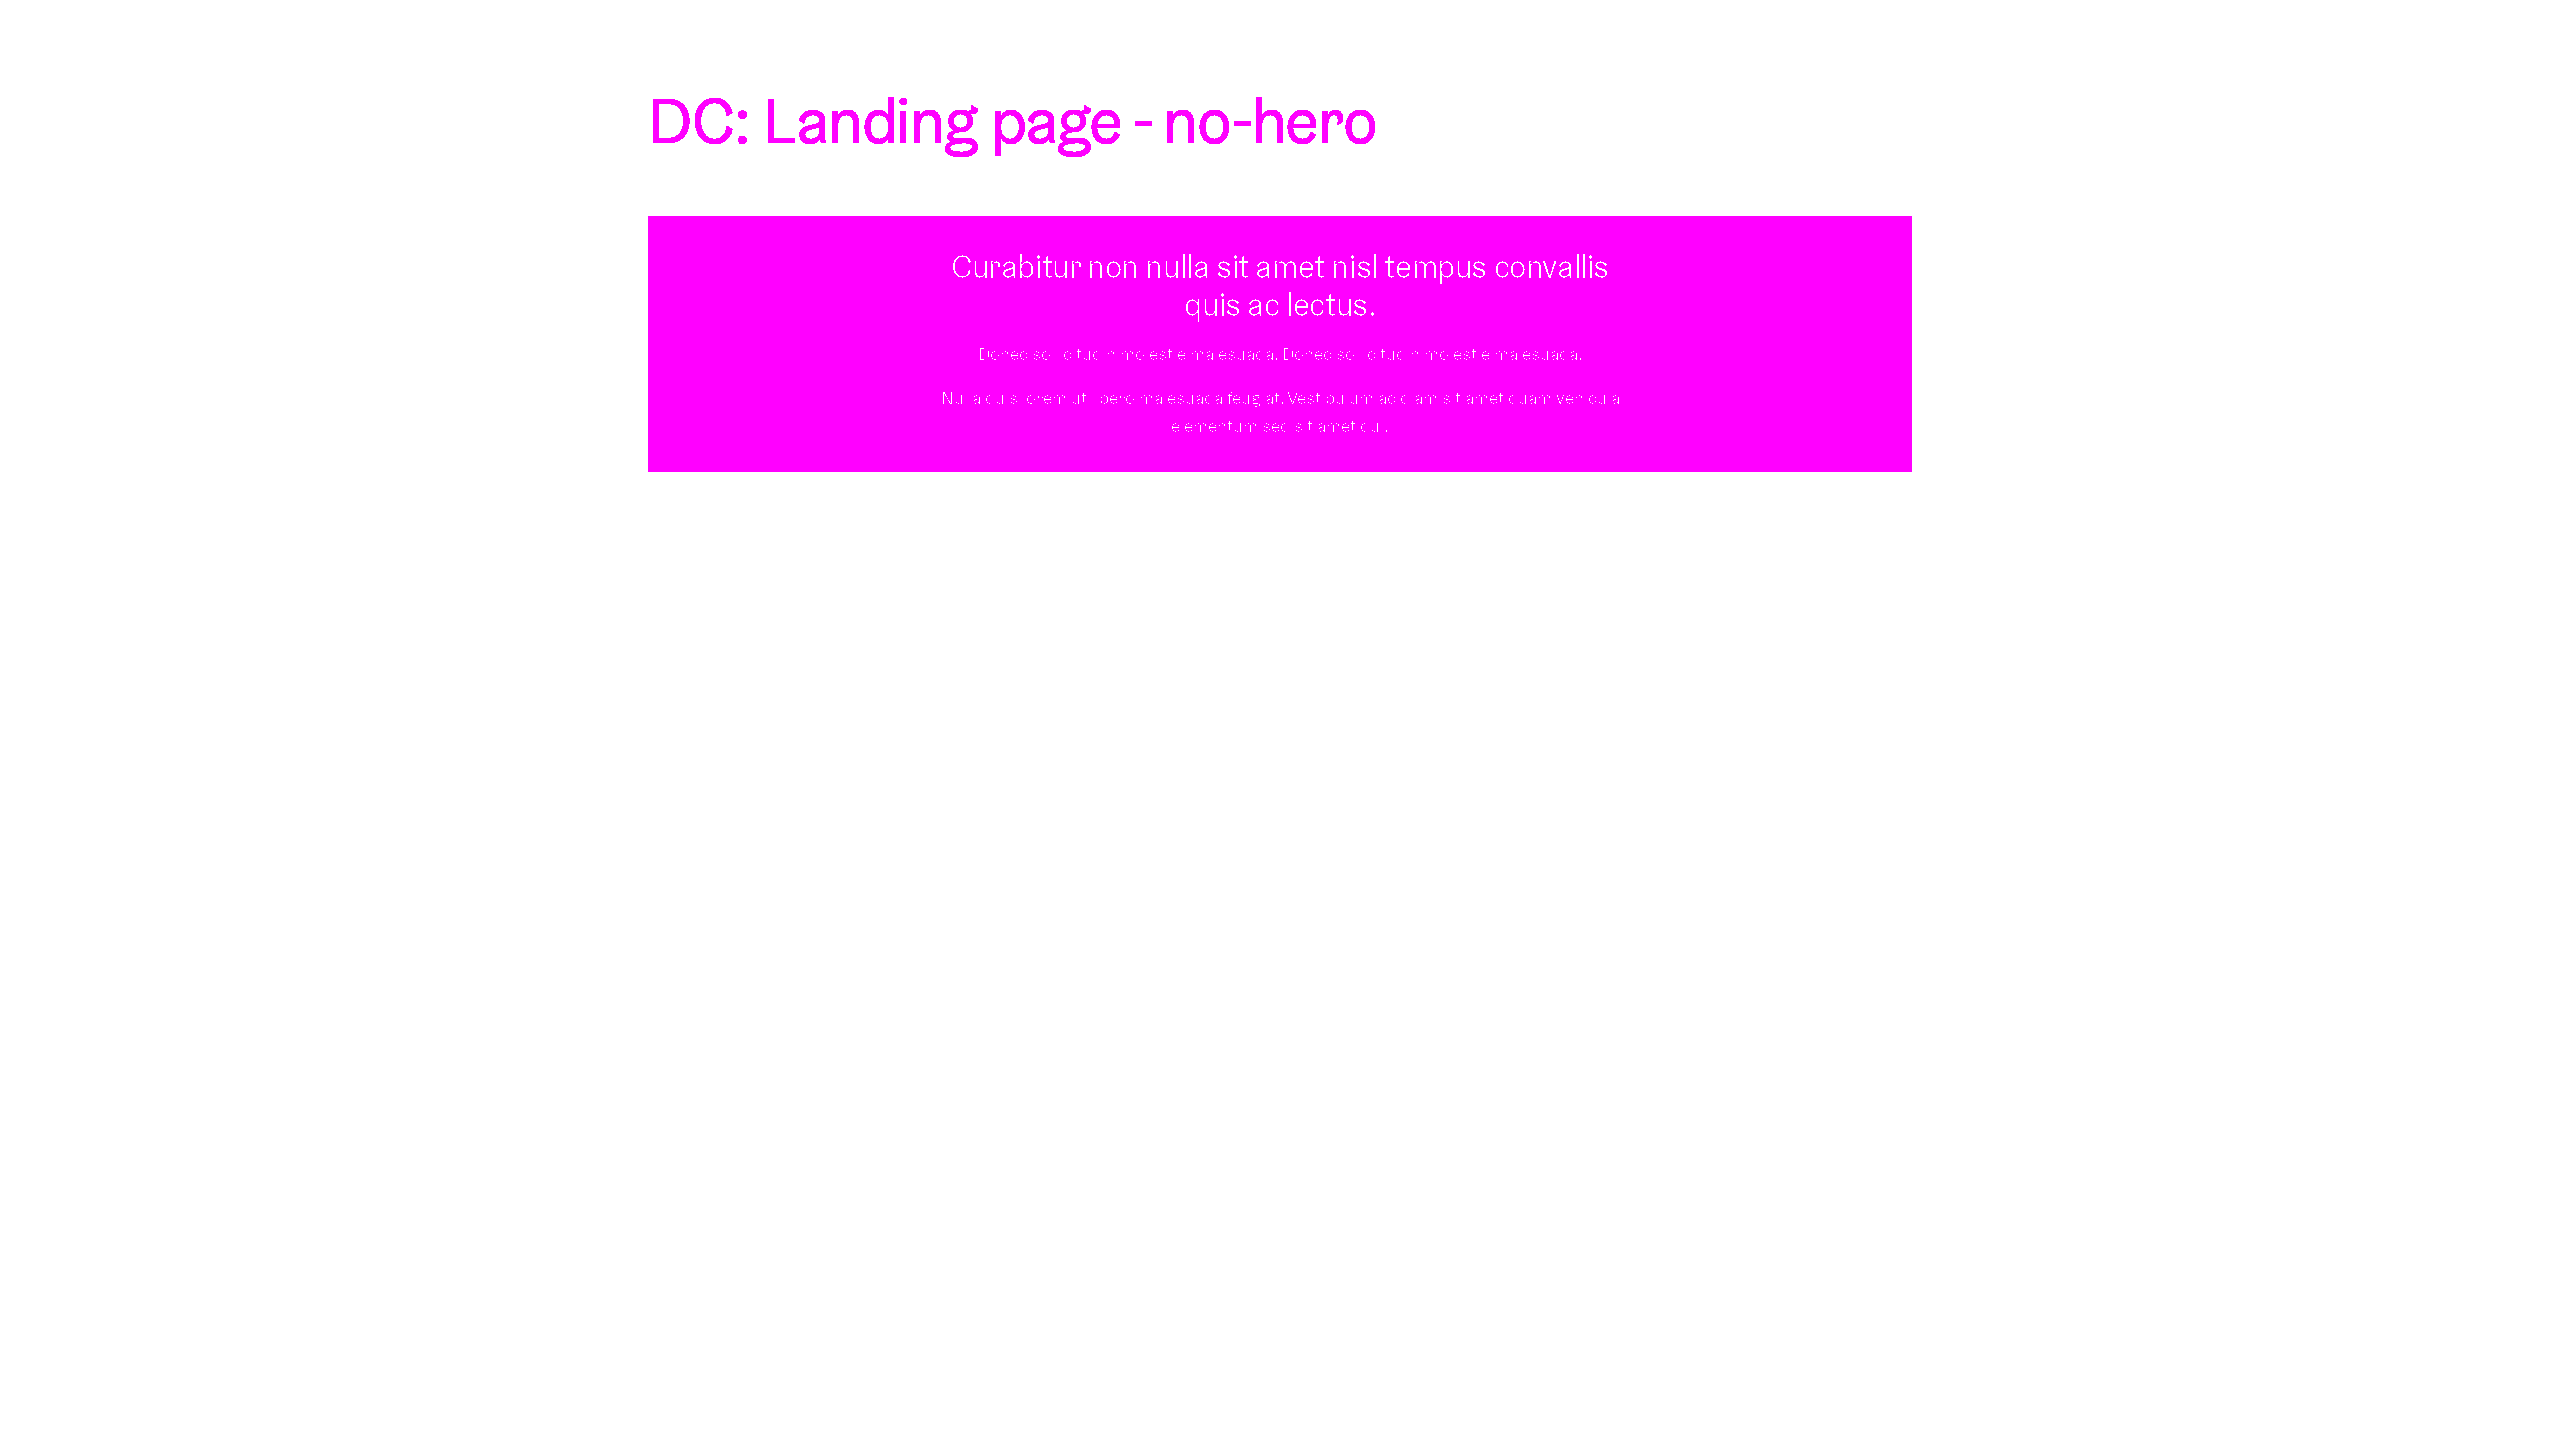 DC: Landing page - no-hero
Curabitur non nulla sit amet nisl tempus convallis
quis ac lectus.
Donec sollicitudin molestie malesuada. Donec sollicitudin molestie malesuada.
Nulla quis lorem ut libero malesuada feugiat. Vestibulum ac diam sit amet quam vehicula
elementum sed sit amet dui.